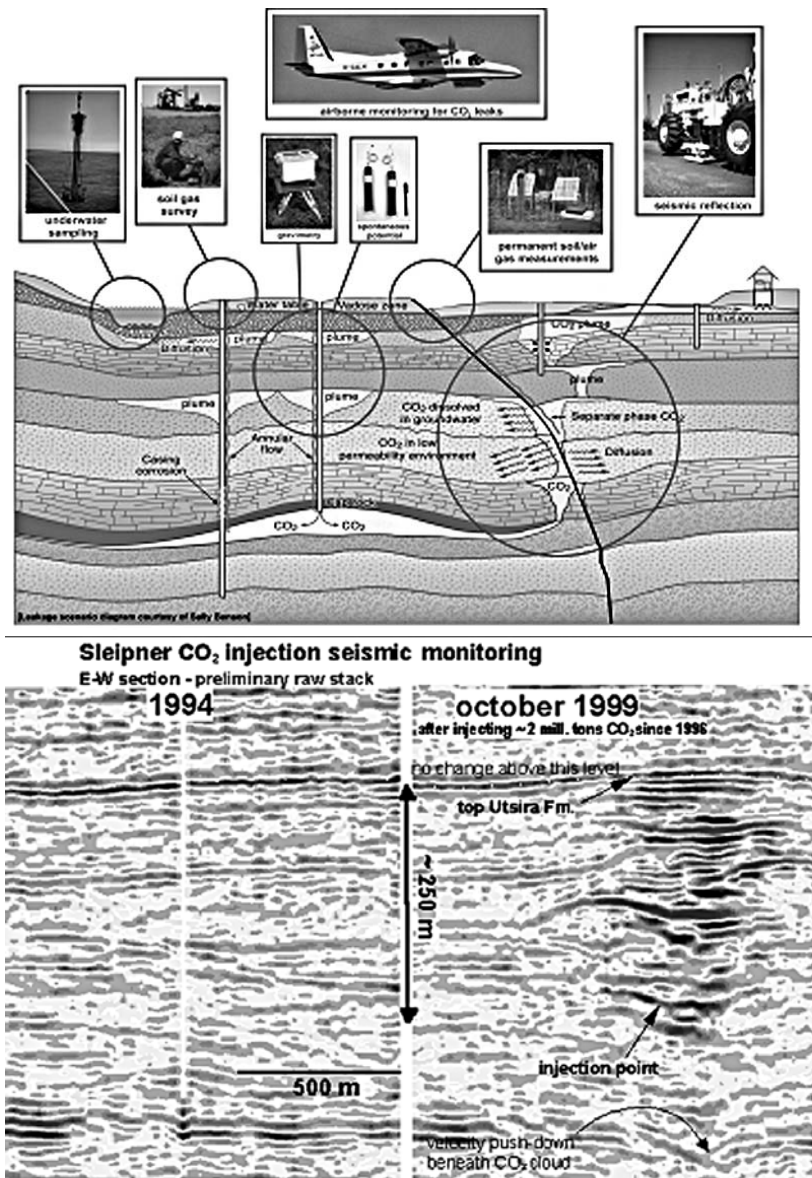 airborne monitoring for CO₂ leaks
underwater
sampling
soil gas
survey
gravimetry
spontaneous
potential
permanent soil/air
gas measurements
seismic reflection
Water table
Vadose zone
Diffusion
plume
plume
CO₂ plume
Diffusion
plume
plume
plume
CO₂ dissolved
in groundwater
Separate phase CO₂
Casing
corrosion
Annular
flow
CO₂ in low
permeability environment
Diffusion
CO₂
Caprock
CO₂
CO₂
[Leakage scenario diagram courtesy of Sally Benson]
Sleipner CO₂ injection seismic monitoring
E-W section - preliminary raw stack
1994
october 1999
after injecting ~2 mill. tons CO₂ since 1996
no change above this level
top Utsira Fm.
~ 250 m
injection point
500 m
velocity push-down
beneath CO₂ cloud